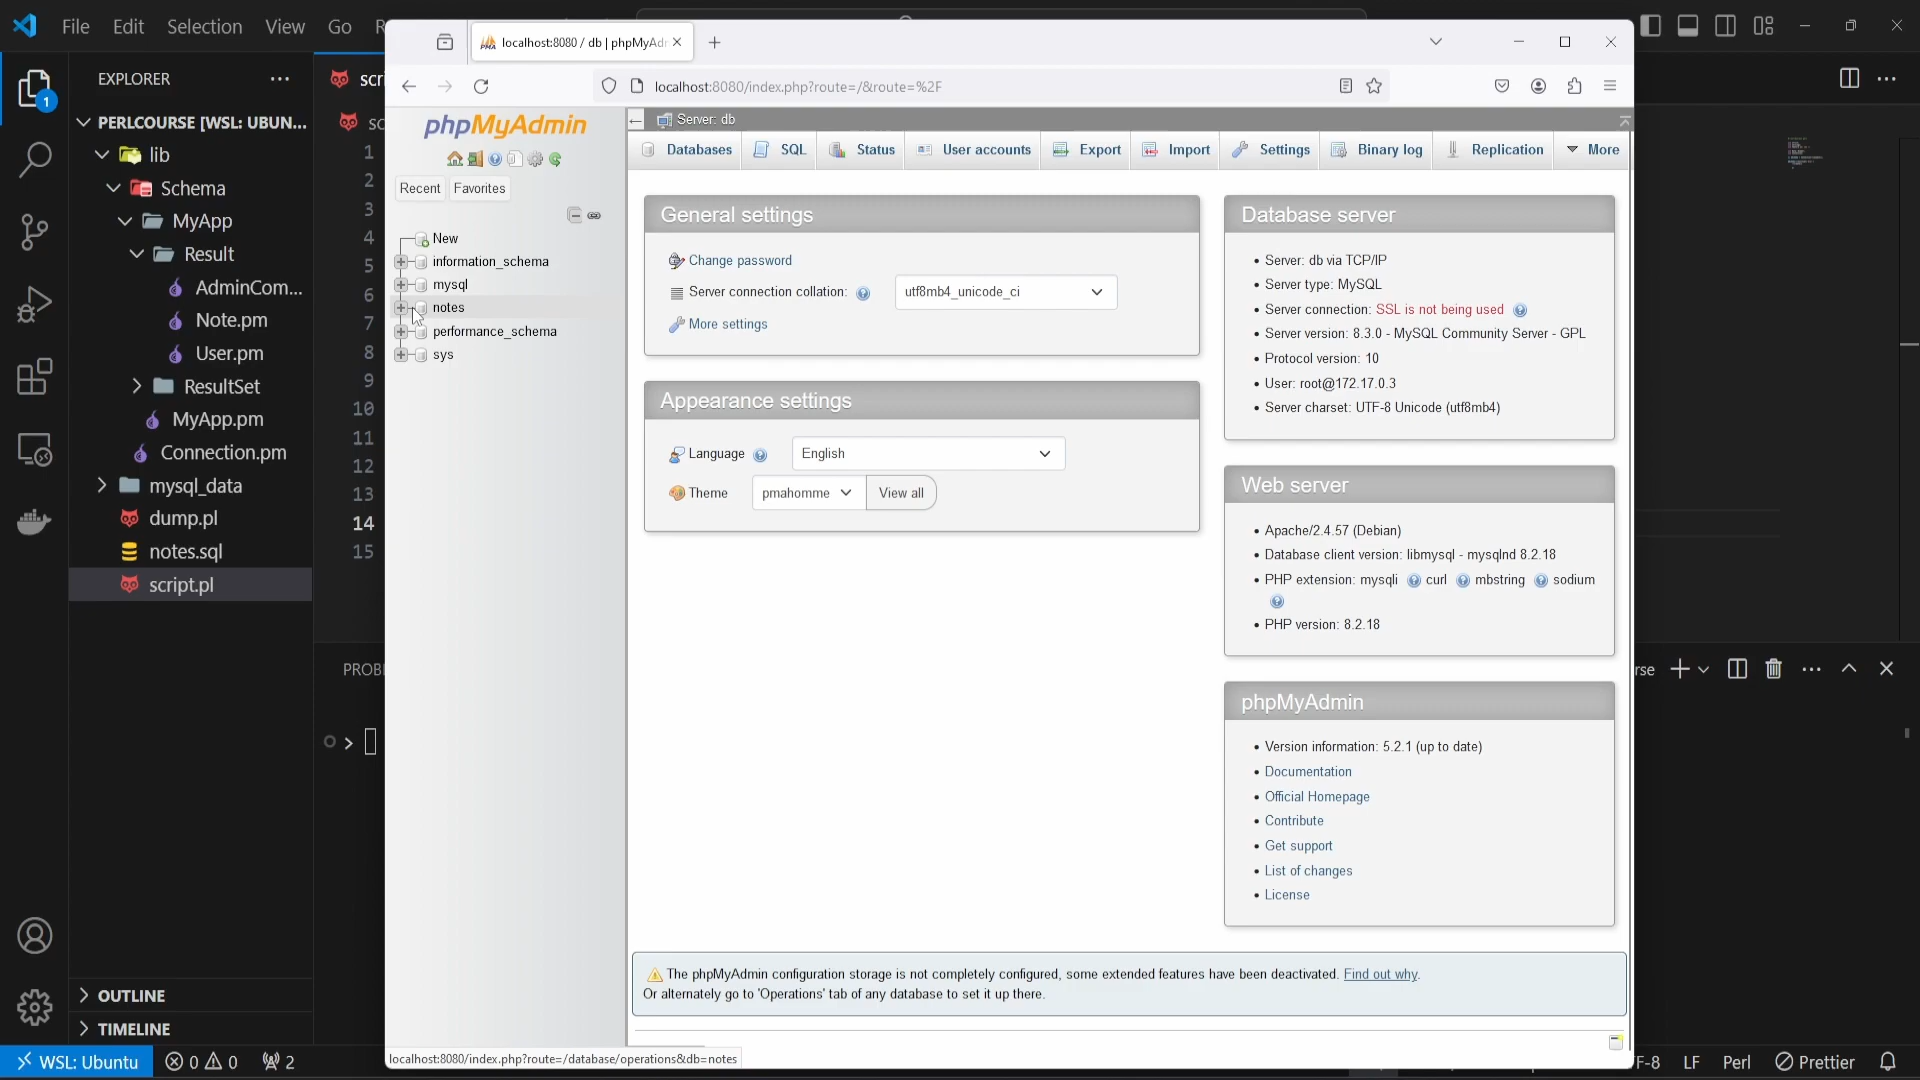 File Edit Selection View Go
EXPLORER
1
PERLCOURSE [WSL: UBUN...
lib
Schema
MyApp
Result
AdminCom...
Note.pm
User.pm
ResultSet
MyApp.pm
Connection.pm
mysql_data
dump.pl
notes.sql
script.pl
OUTLINE
TIMELINE
WSL: Ubuntu
0 0
2
scri
sc
1
2
3
4
5
6
7
8
9
10
11
12
13
14
15
PROBI
>
localhost:8080 / db | phpMyAdr
localhost:8080/index.php?route=/&route=%2F
phpMyAdmin
Recent Favorites
New
information_schema
mysql
notes
performance_schema
sys
Server: db
Databases SQL Status User accounts Export Import Settings Binary log Replication More
General settings
Change password
Server connection collation: utf8mb4_unicode_ci
More settings
Appearance settings
Language English
Theme pmahomme View all
Database server
• Server: db via TCP/IP
• Server type: MySQL
• Server connection: SSL is not being used
• Server version: 8.3.0 - MySQL Community Server - GPL
• Protocol version: 10
• User: root@172.17.0.3
• Server charset: UTF-8 Unicode (utf8mb4)
Web server
• Apache/2.4.57 (Debian)
• Database client version: libmysql - mysqlnd 8.2.18
• PHP extension: mysqli curl mbstring sodium
• PHP version: 8.2.18
phpMyAdmin
• Version information: 5.2.1 (up to date)
• Documentation
• Official Homepage
• Contribute
• Get support
• List of changes
• License
The phpMyAdmin configuration storage is not completely configured, some extended features have been deactivated. Find out why.
Or alternately go to 'Operations' tab of any database to set it up there.
localhost:8080/index.php?route=/database/operations&db=notes
rse
TF-8 LF Perl Prettier